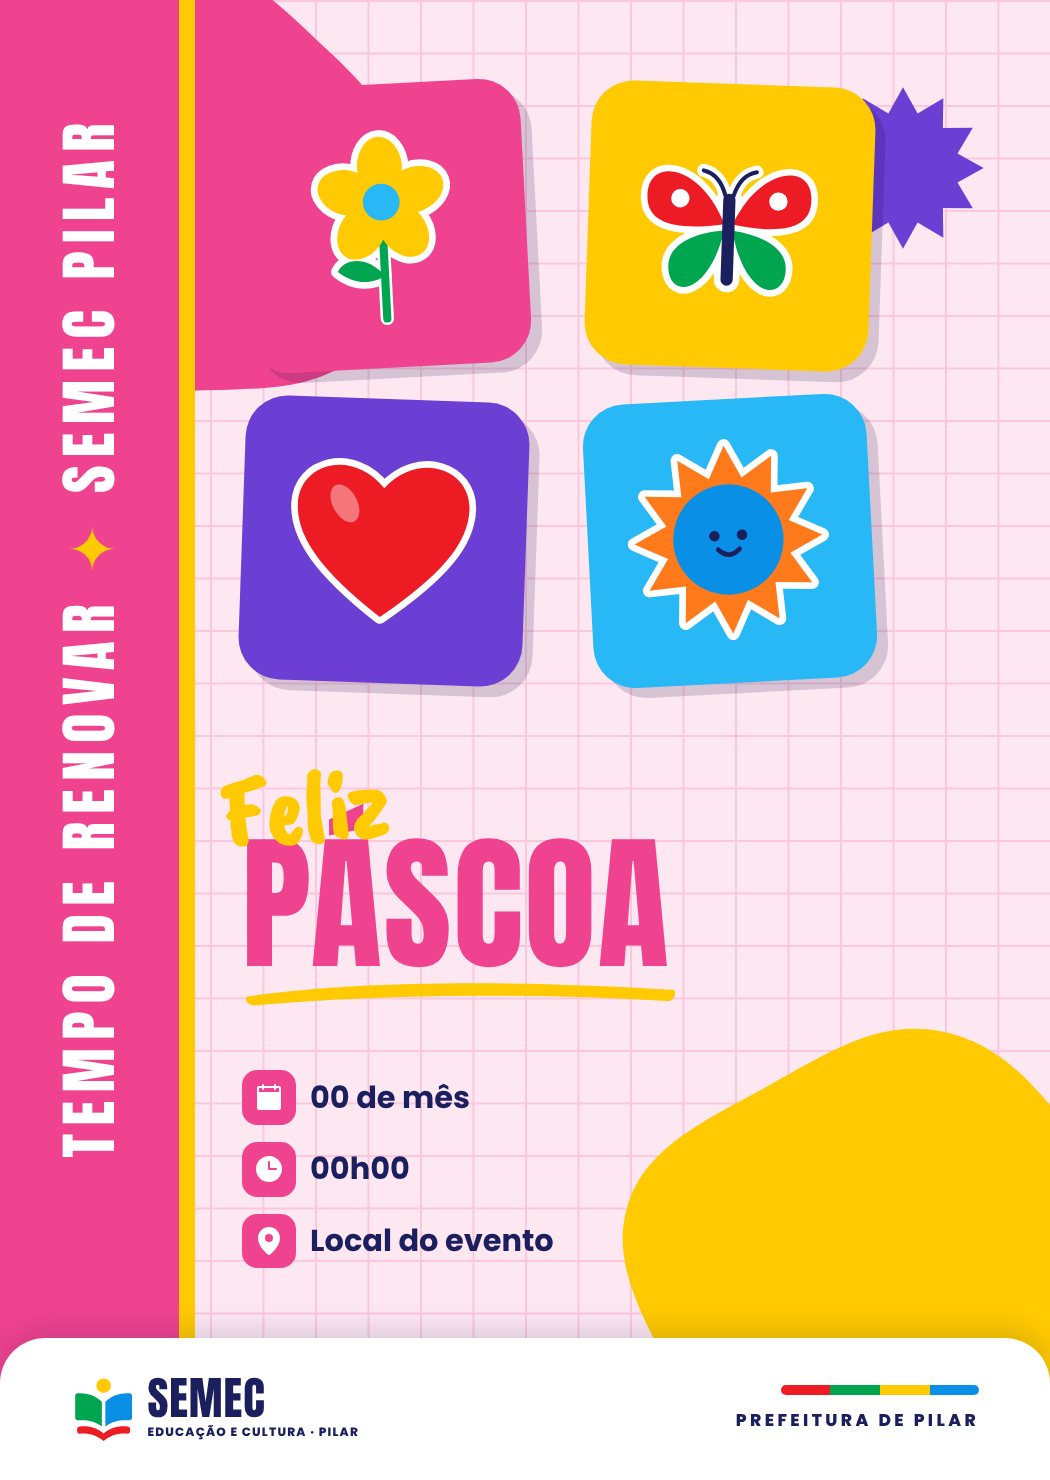 TEMPO DE RENOVAR ✦ SEMEC PILAR
Feliz
PÁSCOA
00 de mês
00h00
Local do evento
SEMEC
EDUCAÇÃO E CULTURA · PILAR
PREFEITURA DE PILAR